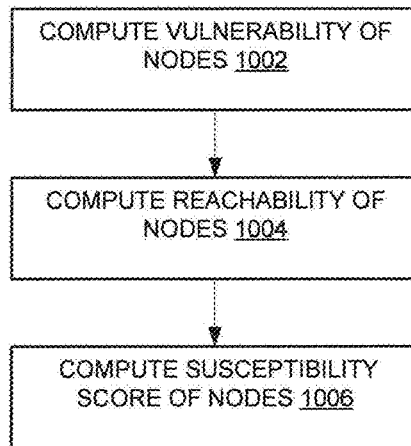 COMPUTE VULNERABILITY OF
NODES 1002
COMPUTE REACHABILITY OF
NODES 1004
COMPUTE SUSCEPTIBILITY
SCORE OF NODES 1006